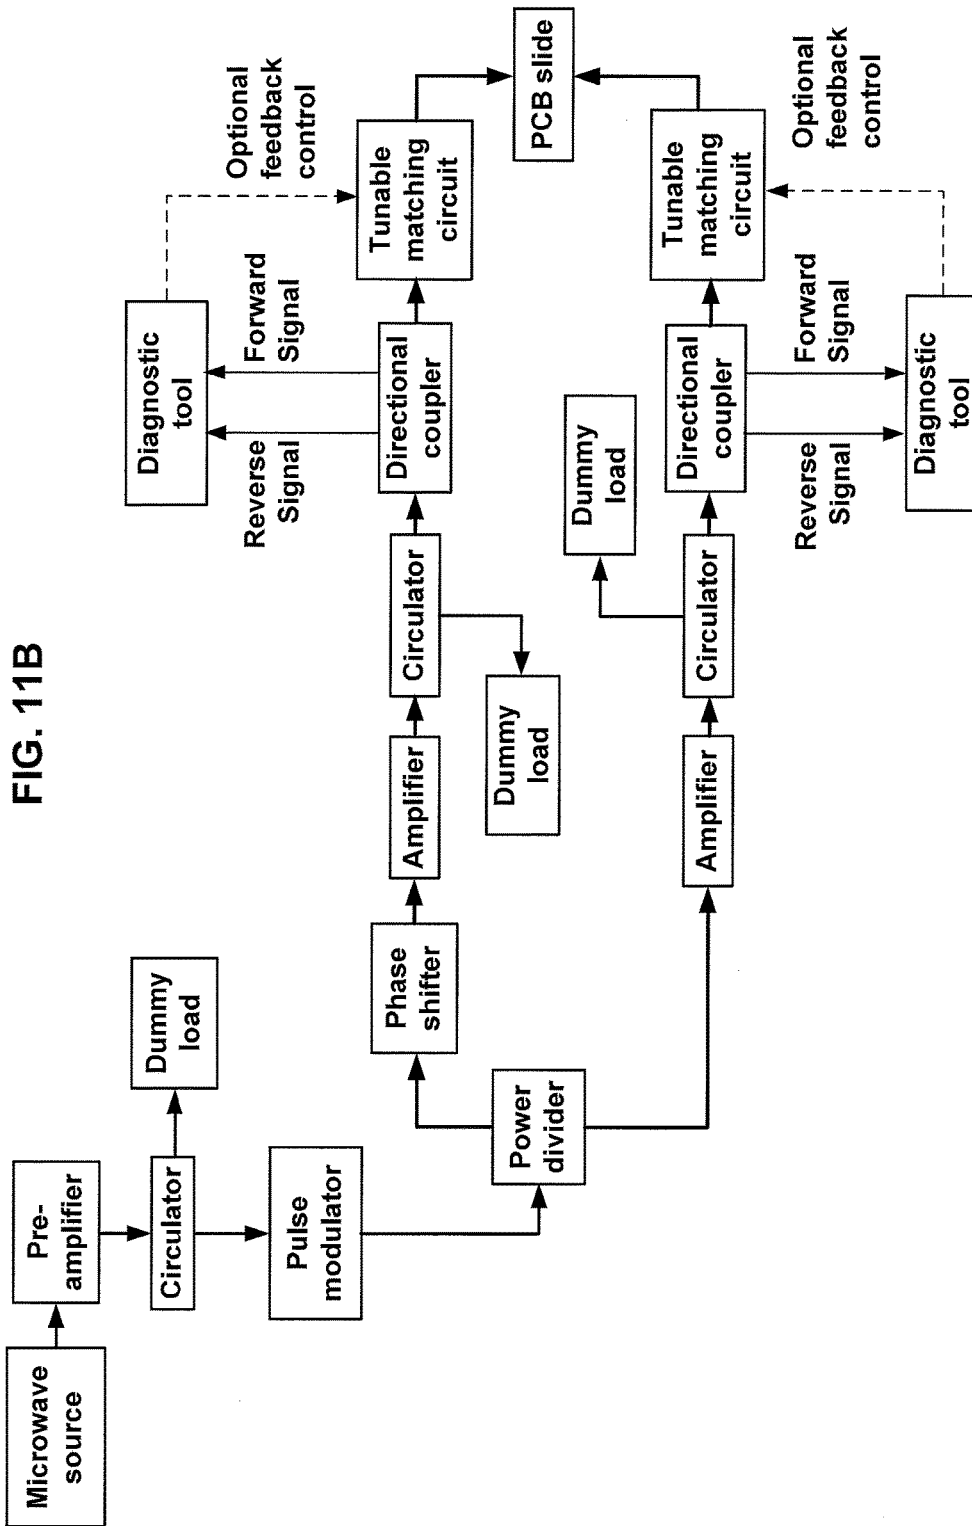 FIG. 11B
Microwave
source
Pre-
amplifier
Circulator
Dummy
load
Pulse
modulator
Power
divider
Phase
shifter
Amplifier
Circulator
Dummy
load
Directional
coupler
Reverse
Signal
Forward
Signal
Diagnostic
tool
Optional
feedback
control
Tunable
matching
circuit
PCB slide
Amplifier
Circulator
Dummy
load
Directional
coupler
Reverse
Signal
Forward
Signal
Diagnostic
tool
Optional
feedback
control
Tunable
matching
circuit